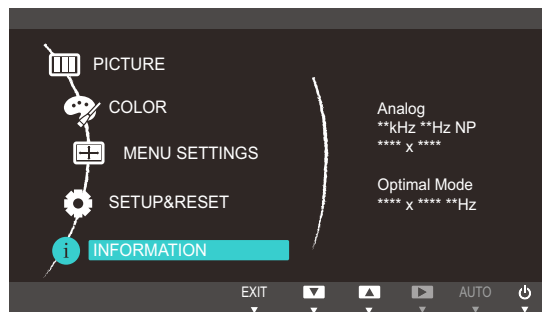 PICTURE
COLOR
MENU SETTINGS
SETUP&RESET
i INFORMATION
Analog
**kHz **Hz NP
**** x ****
Optimal Mode
**** x **** **Hz
EXIT AUTO